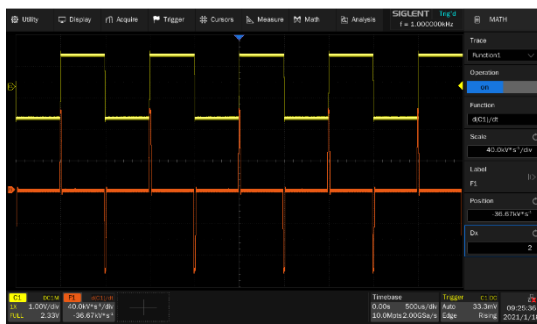 Utility Display Acquire Trigger Cursors Measure Math Analysis SIGLENT Trig'd
f = 1.000000kHz
MATH
Trace
Function1
Operation
on
Function
d(C1)/dt
Scale
40.0kV*s⁻¹/div
Label
F1
Position
-36.67kV*s⁻¹
Dx
2
C1 DC1M F1 d(C1)/dt
1X 1.00V/div 40.0kV*s⁻¹/div
FULL 2.33V -36.67kV*s⁻¹
Timebase
0.00s 500us/div
10.0Mpts 2.00GSa/s
Trigger C1 DC
Auto 33.3mV
Edge Rising
09:25:36